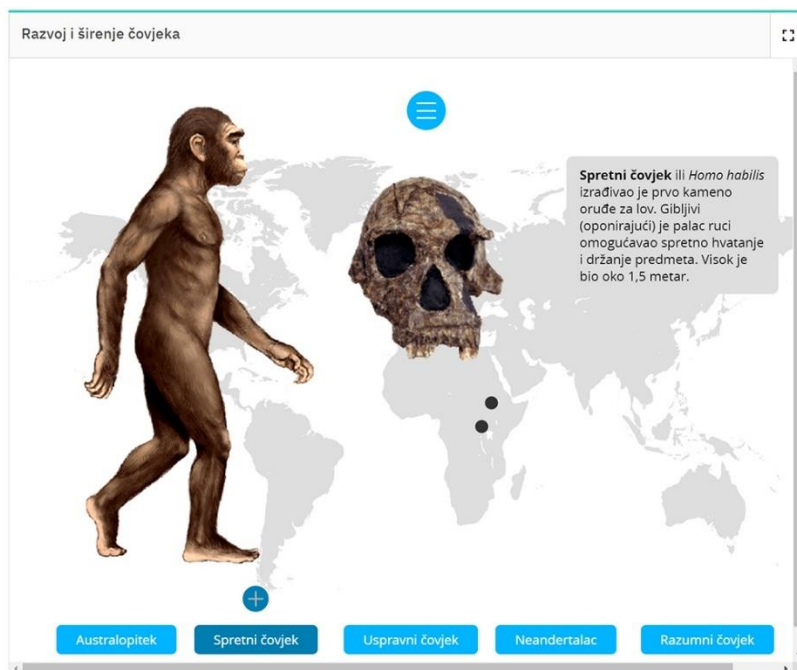 Razvoj i širenje čovjeka
Spretni čovjek ili Homo habilis
izrađivao je prvo kameno
oruđe za lov. Gibljivi
(oponirajući) je palac ruci
omogućavao spretno hvatanje
i držanje predmeta. Visok je
bio oko 1,5 metar.
Australopitek
Spretni čovjek
Uspravni čovjek
Neandertalac
Razumni čovjek